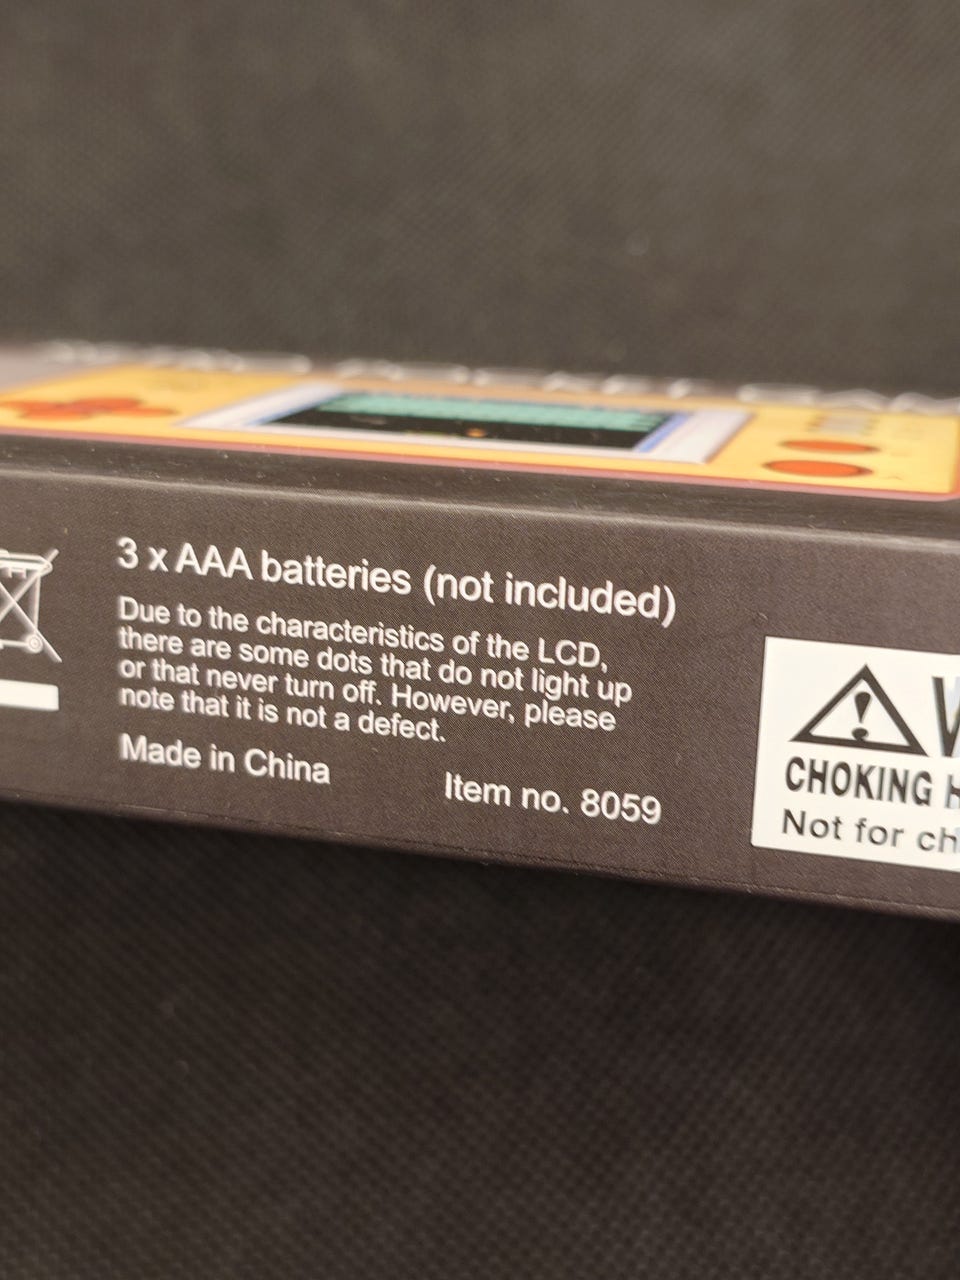 3 x AAA batteries (not included)
Due to the characteristics of the LCD,
there are some dots that do not light up
or that never turn off. However, please
note that it is not a defect.
Made in China
Item no. 8059
CHOKING
Not for